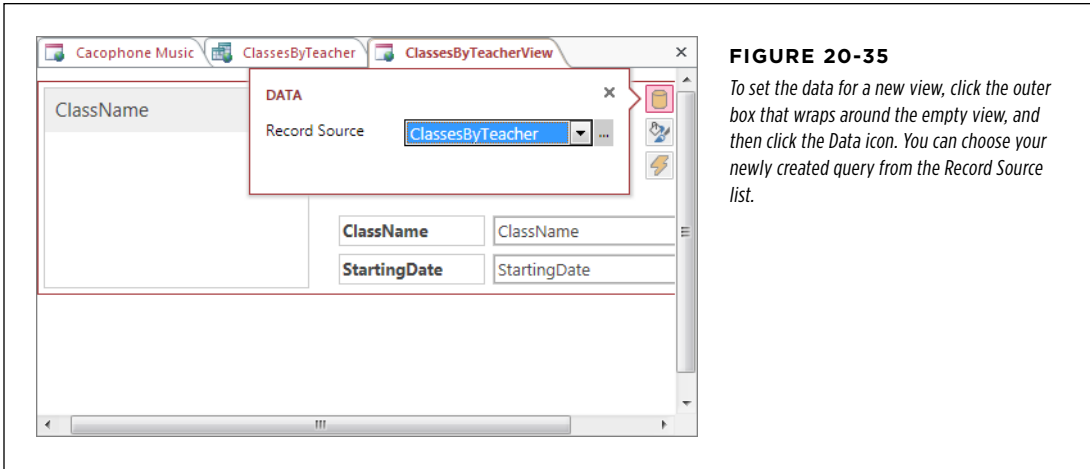 Cacophone Music ClassesByTeacher ClassesByTeacherView
ClassName
DATA
Record Source ClassesByTeacher ...
ClassName ClassName
StartingDate StartingDate
FIGURE 20-35
To set the data for a new view, click the outer
box that wraps around the empty view, and
then click the Data icon. You can choose your
newly created query from the Record Source
list.